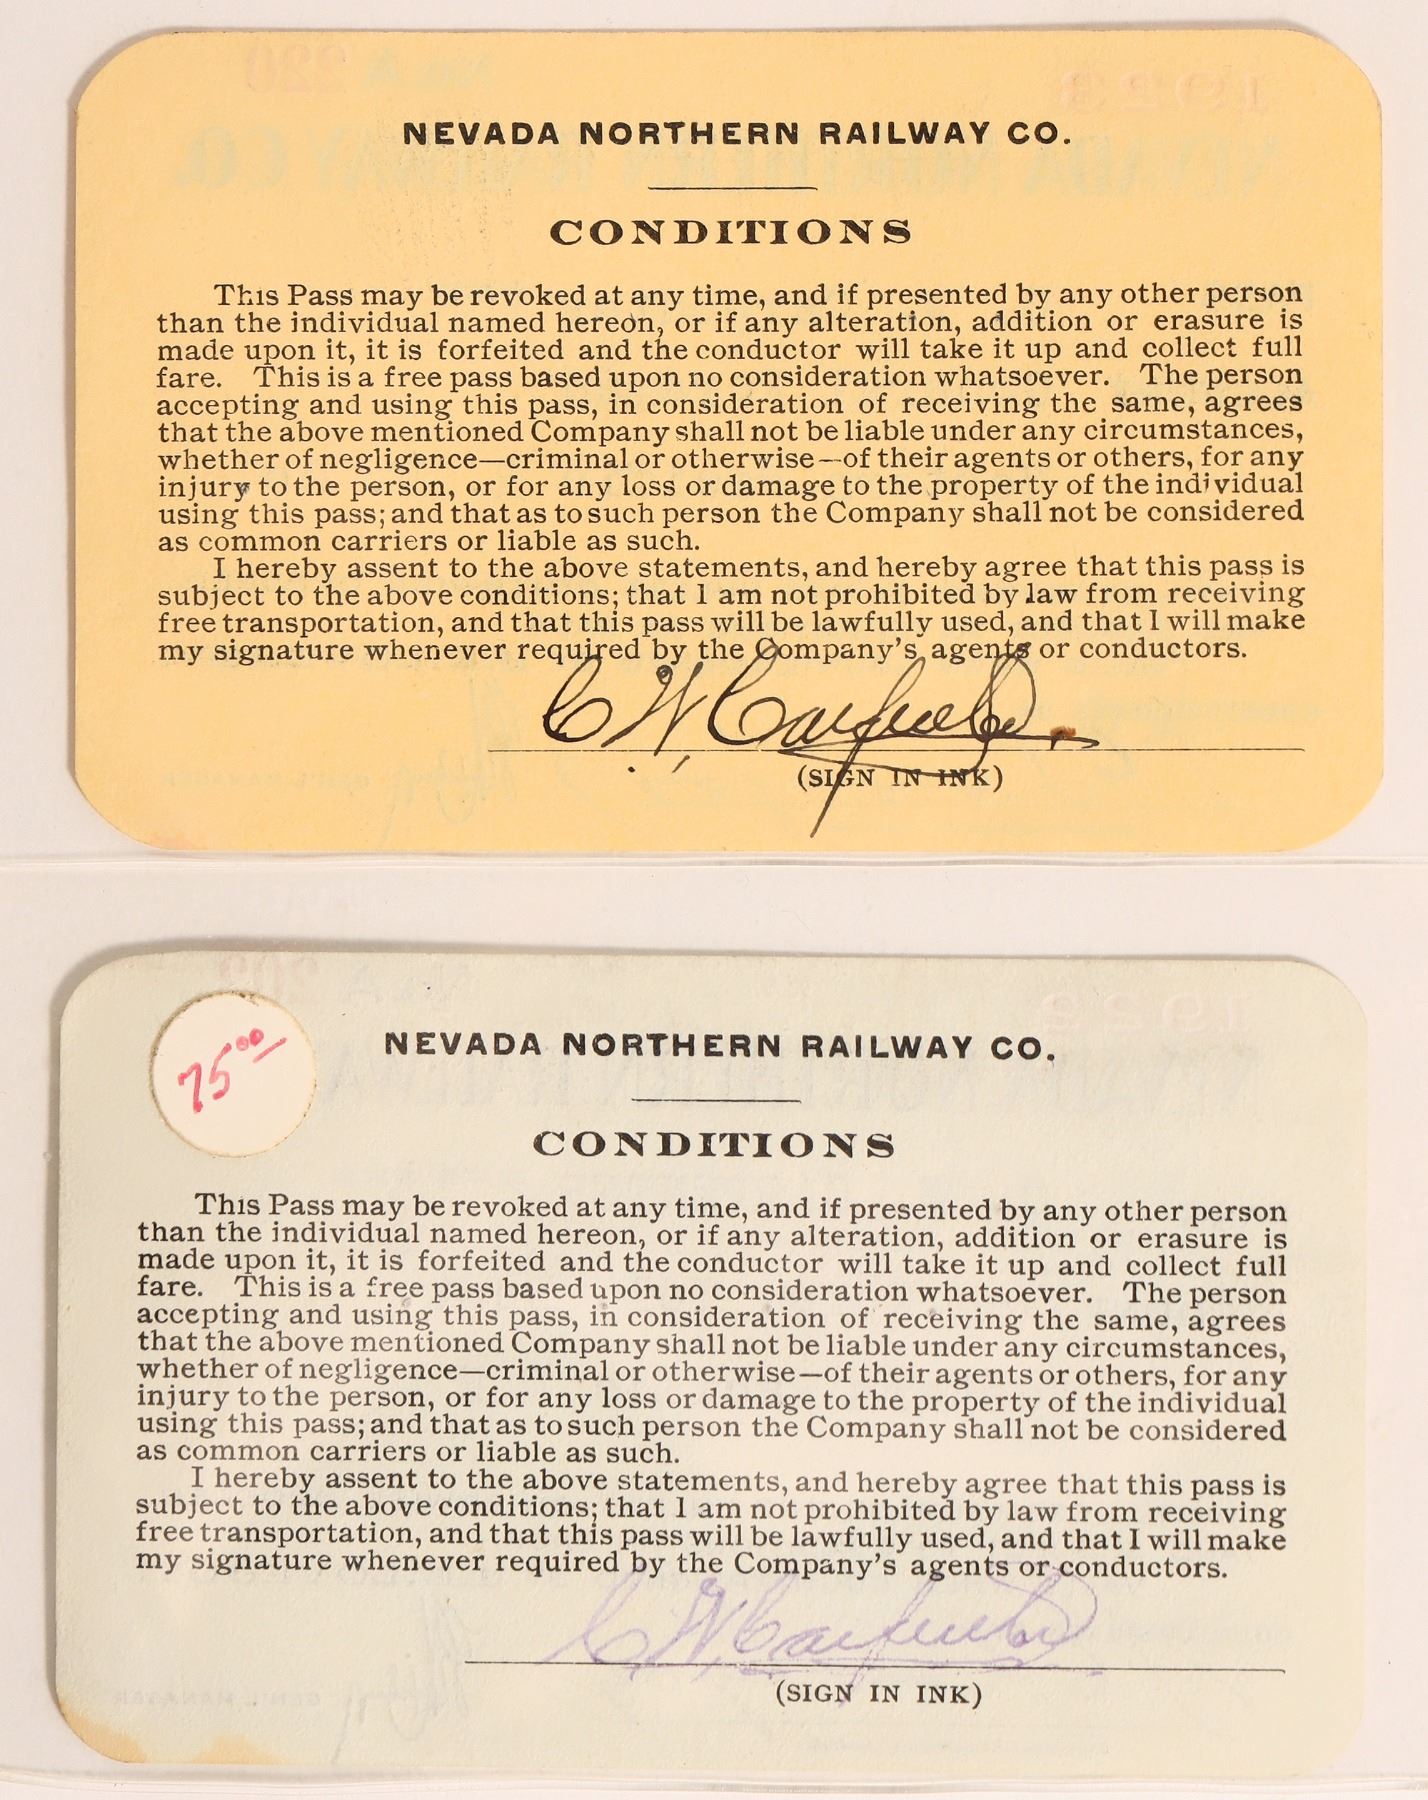 NEVADA NORTHERN RAILWAY CO.
CONDITIONS
This Pass may be revoked at any time, and if presented by any other person
than the individual named hereon, or if any alteration, addition or erasure is
made upon it, it is forfeited and the conductor will take it up and collect full
fare. This is a free pass based upon no consideration whatsoever. The person
accepting and using this pass, in consideration of receiving the same, agrees
that the above mentioned Company shall not be liable under any circumstances,
whether of negligence—criminal or otherwise—of their agents or others, for any
injury to the person, or for any loss or damage to the property of the individual
using this pass; and that as to such person the Company shall not be considered
as common carriers or liable as such.
I hereby assent to the above statements, and hereby agree that this pass is
subject to the above conditions; that I am not prohibited by law from receiving
free transportation, and that this pass will be lawfully used, and that I will make
my signature whenever required by the Company's agents or conductors.
C. W. Garfield.
(SIGN IN INK)
75.00
NEVADA NORTHERN RAILWAY CO.
CONDITIONS
This Pass may be revoked at any time, and if presented by any other person
than the individual named hereon, or if any alteration, addition or erasure is
made upon it, it is forfeited and the conductor will take it up and collect full
fare. This is a free pass based upon no consideration whatsoever. The person
accepting and using this pass, in consideration of receiving the same, agrees
that the above mentioned Company shall not be liable under any circumstances,
whether of negligence—criminal or otherwise—of their agents or others, for any
injury to the person, or for any loss or damage to the property of the individual
using this pass; and that as to such person the Company shall not be considered
as common carriers or liable as such.
I hereby assent to the above statements, and hereby agree that this pass is
subject to the above conditions; that I am not prohibited by law from receiving
free transportation, and that this pass will be lawfully used, and that I will make
my signature whenever required by the Company's agents or conductors.
C. W. Garfield
(SIGN IN INK)